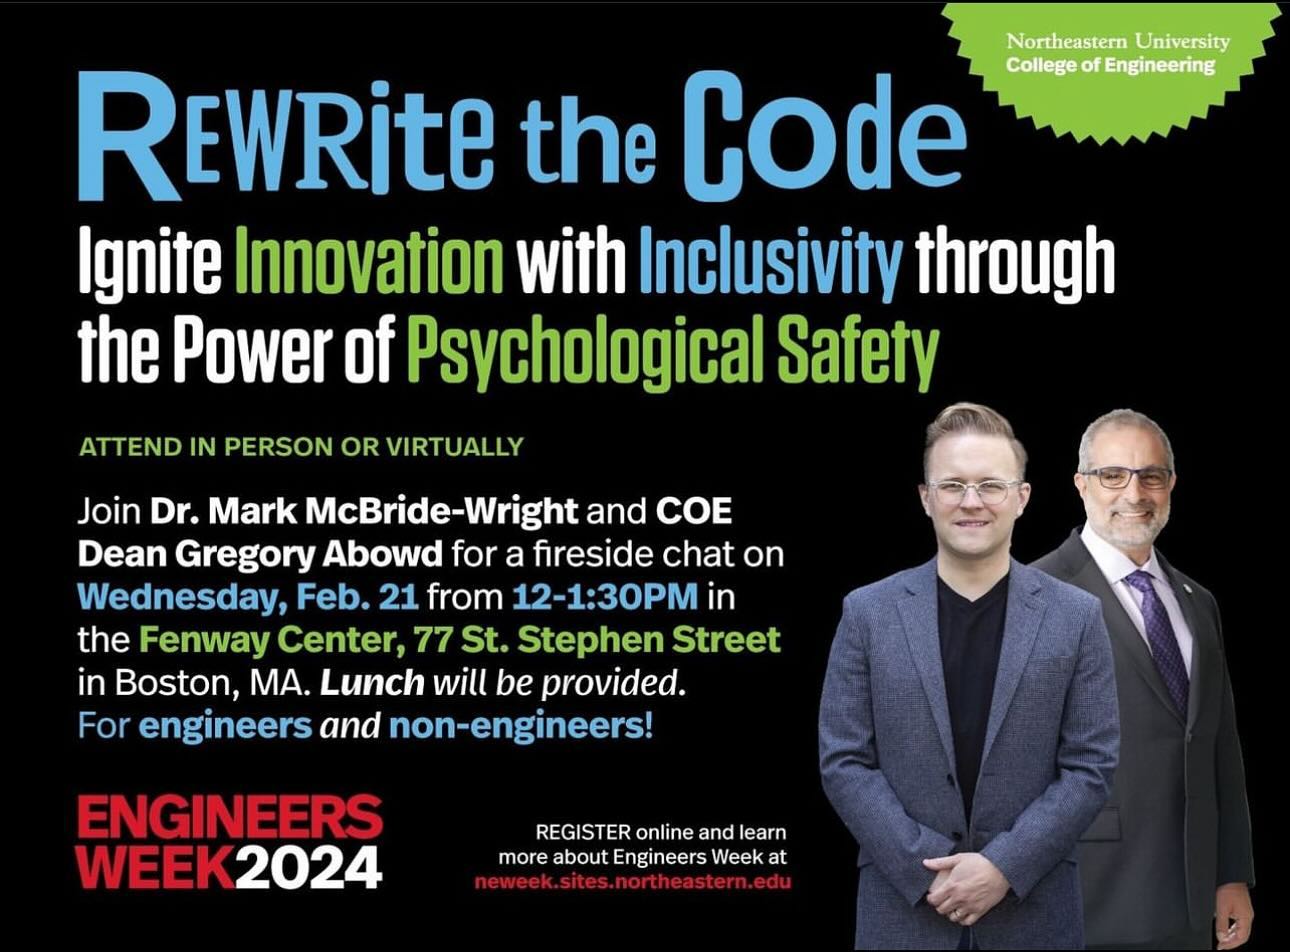 Northeastern University
College of Engineering
REWRite the Code
Ignite Innovation with Inclusivity through
the Power of Psychological Safety
ATTEND IN PERSON OR VIRTUALLY
Join Dr. Mark McBride-Wright and COE
Dean Gregory Abowd for a fireside chat on
Wednesday, Feb. 21 from 12-1:30PM in
the Fenway Center, 77 St. Stephen Street
in Boston, MA. Lunch will be provided.
For engineers and non-engineers!
ENGINEERS
WEEK2024
REGISTER online and learn
more about Engineers Week at
neweek.sites.northeastern.edu